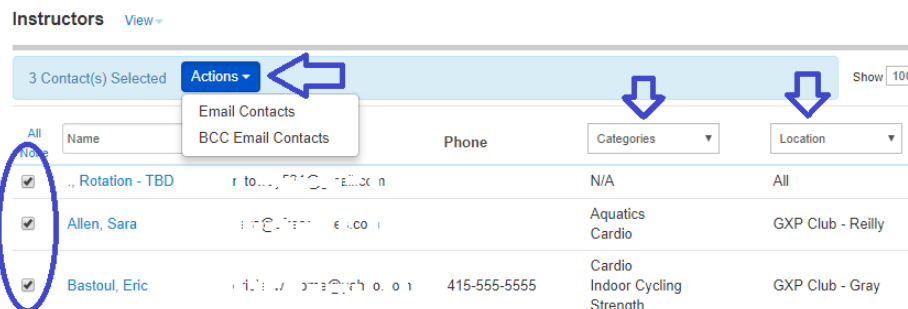 Instructors View
3 Contact(s) Selected Actions Show 100
Email Contacts
BCC Email Contacts
All
None
Name Phone Categories Location
., Rotation - TBD N/A All
Allen, Sara Aquatics
Cardio GXP Club - Reilly
Bastoul, Eric 415-555-5555 Cardio
Indoor Cycling
Strength GXP Club - Gray